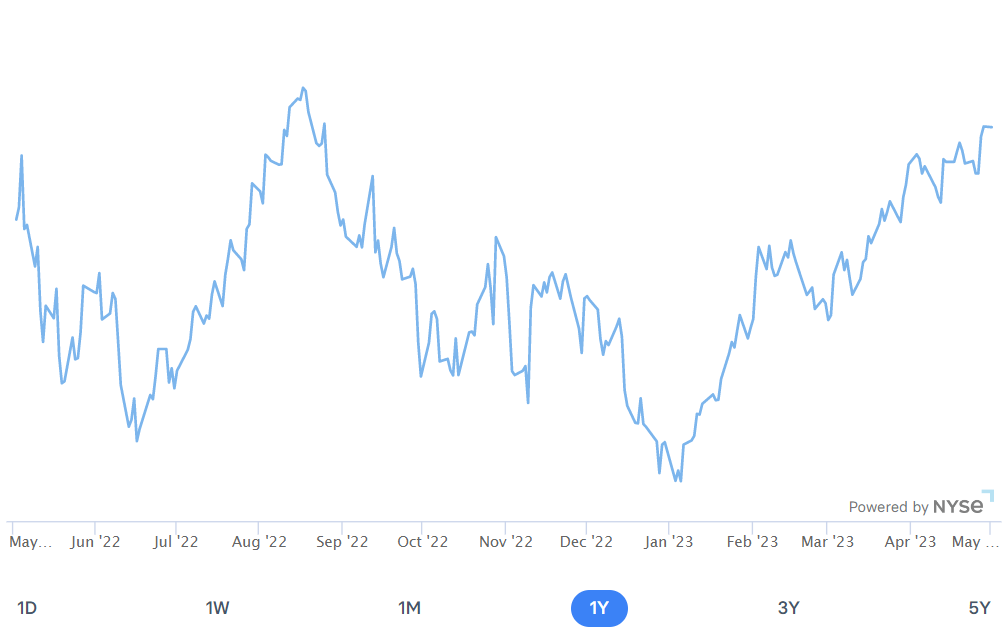 Powered by NYSE
May... Jun '22 Jul '22 Aug '22 Sep '22 Oct '22 Nov '22 Dec '22 Jan '23 Feb '23 Mar '23 Apr '23 May ...
1D 1W 1M 1Y 3Y 5Y